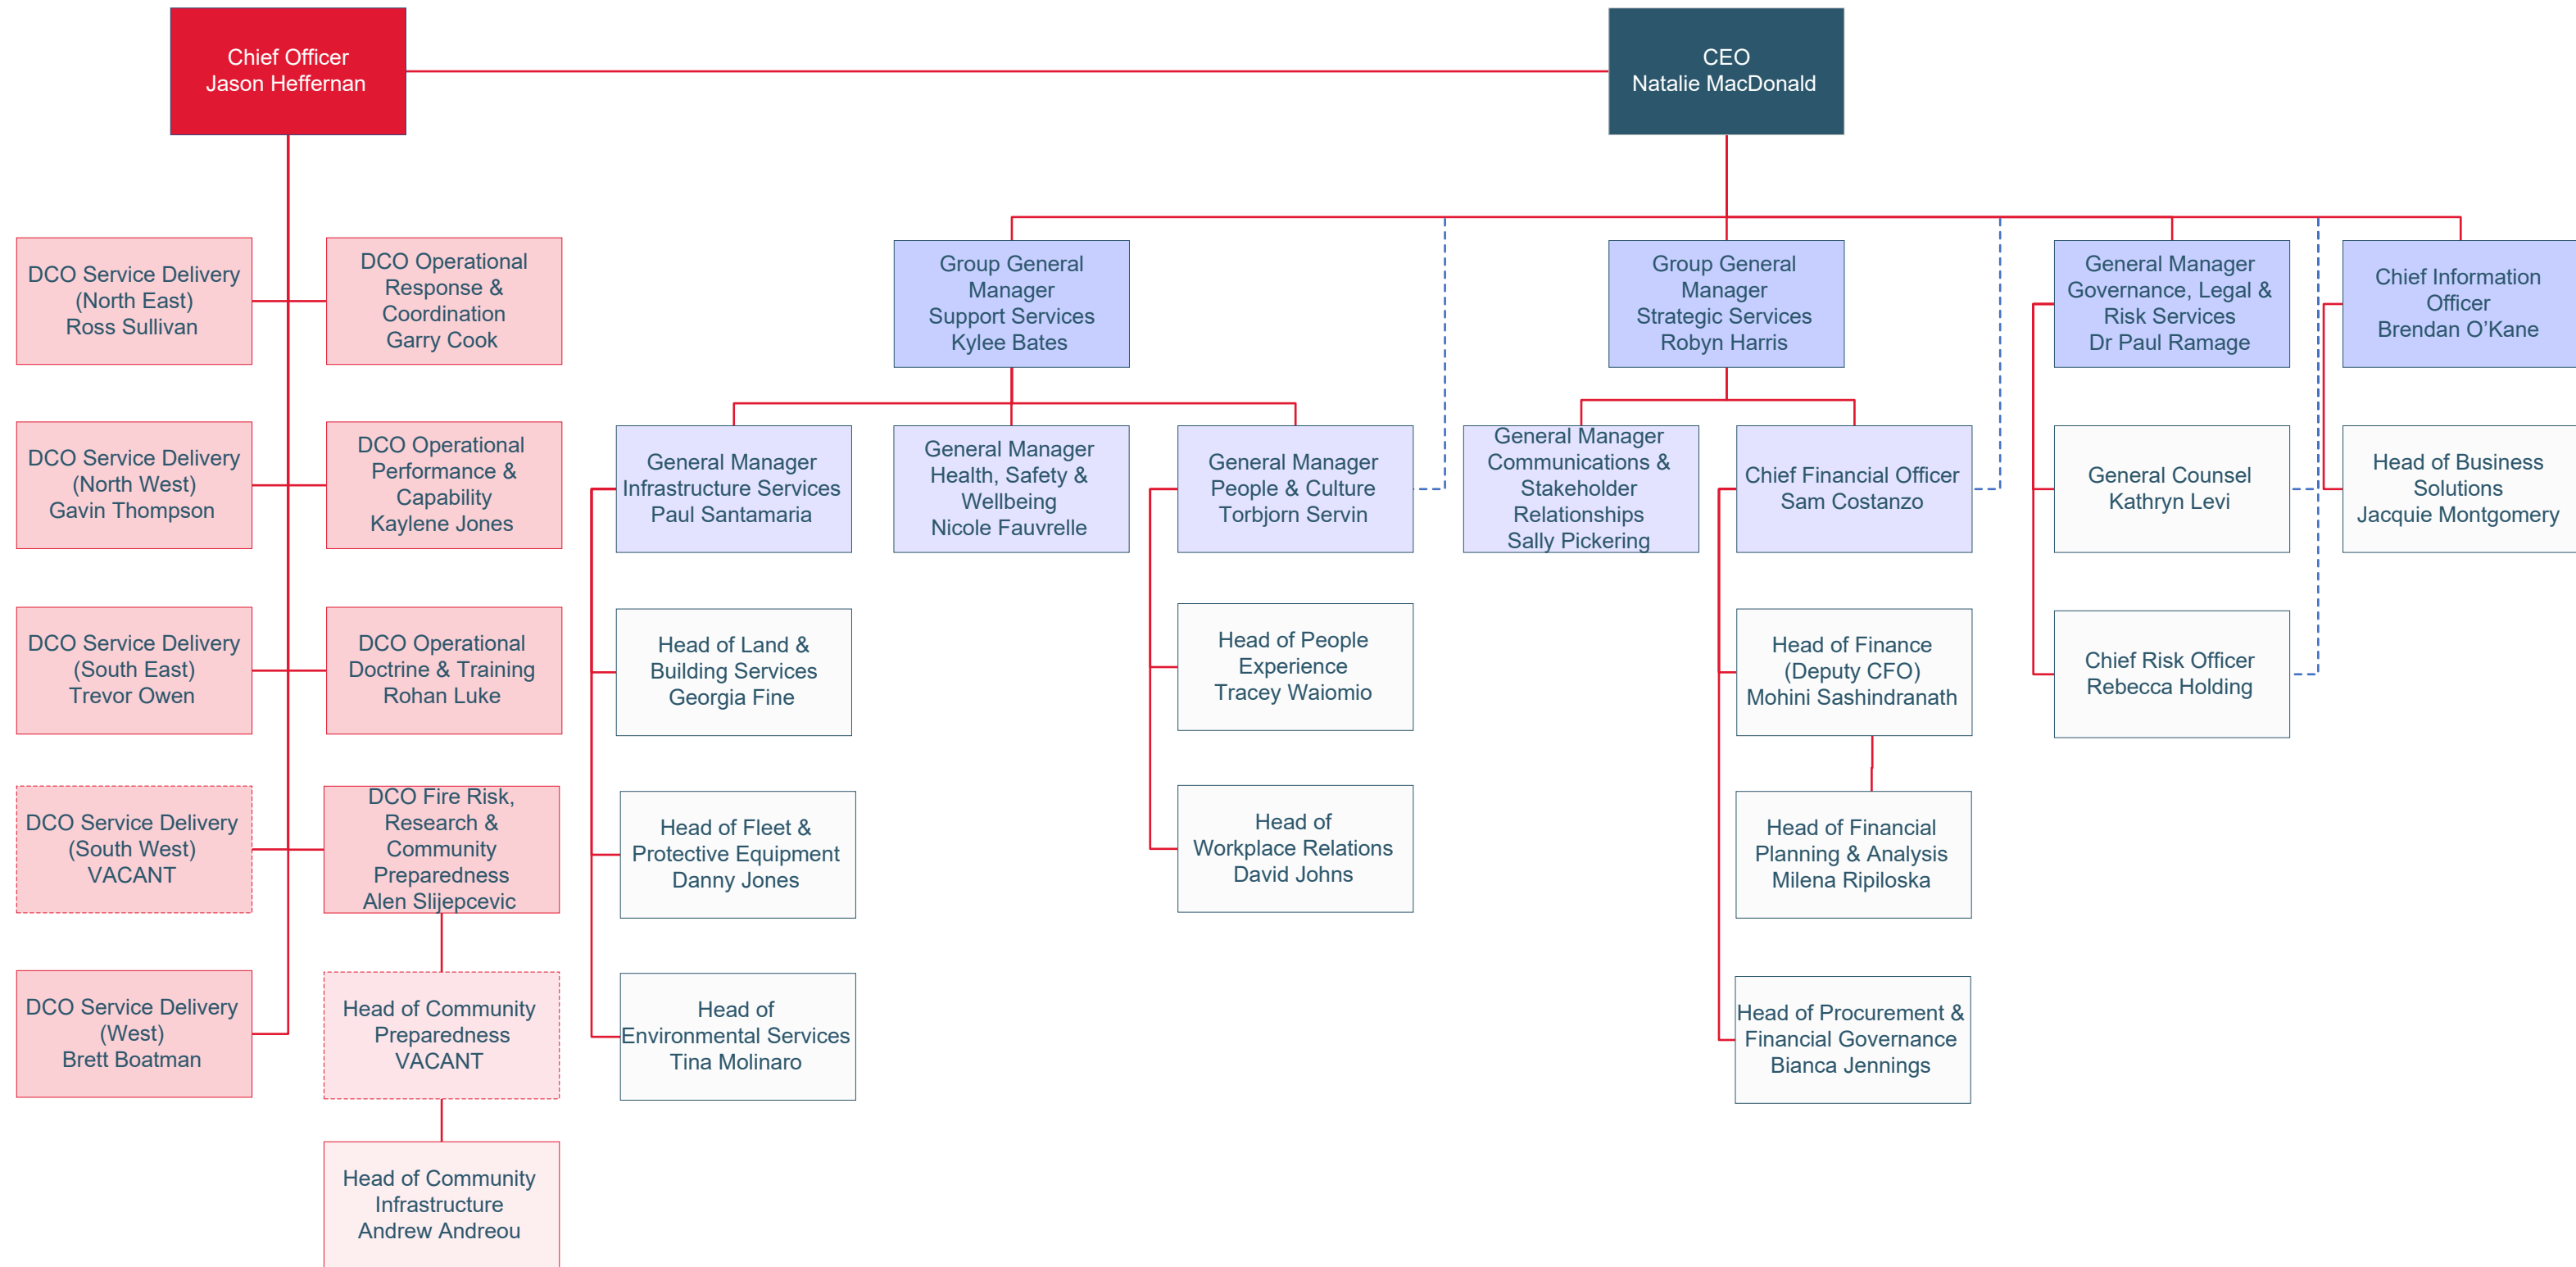 Chief Officer
Jason Heffernan
CEO
Natalie MacDonald
DCO Service Delivery
(North East)
Ross Sullivan
DCO Operational
Response &
Coordination
Garry Cook
Group General
Manager
Support Services
Kylee Bates
Group General
Manager
Strategic Services
Robyn Harris
General Manager
Governance, Legal &
Risk Services
Dr Paul Ramage
Chief Information
Officer
Brendan O’Kane
DCO Service Delivery
(North West)
Gavin Thompson
DCO Operational
Performance &
Capability
Kaylene Jones
General Manager
Infrastructure Services
Paul Santamaria
General Manager
Health, Safety &
Wellbeing
Nicole Fauvrelle
General Manager
People & Culture
Torbjorn Servin
General Manager
Communications &
Stakeholder
Relationships
Sally Pickering
Chief Financial Officer
Sam Costanzo
General Counsel
Kathryn Levi
Head of Business
Solutions
Jacquie Montgomery
DCO Service Delivery
(South East)
Trevor Owen
DCO Operational
Doctrine & Training
Rohan Luke
Head of Land &
Building Services
Georgia Fine
Head of People
Experience
Tracey Waiomio
Head of Finance
(Deputy CFO)
Mohini Sashindranath
Chief Risk Officer
Rebecca Holding
DCO Service Delivery
(South West)
VACANT
DCO Fire Risk,
Research &
Community
Preparedness
Alen Slijepcevic
Head of Fleet &
Protective Equipment
Danny Jones
Head of
Workplace Relations
David Johns
Head of Financial
Planning & Analysis
Milena Ripiloska
DCO Service Delivery
(West)
Brett Boatman
Head of Community
Preparedness
VACANT
Head of
Environmental Services
Tina Molinaro
Head of Procurement &
Financial Governance
Bianca Jennings
Head of Community
Infrastructure
Andrew Andreou